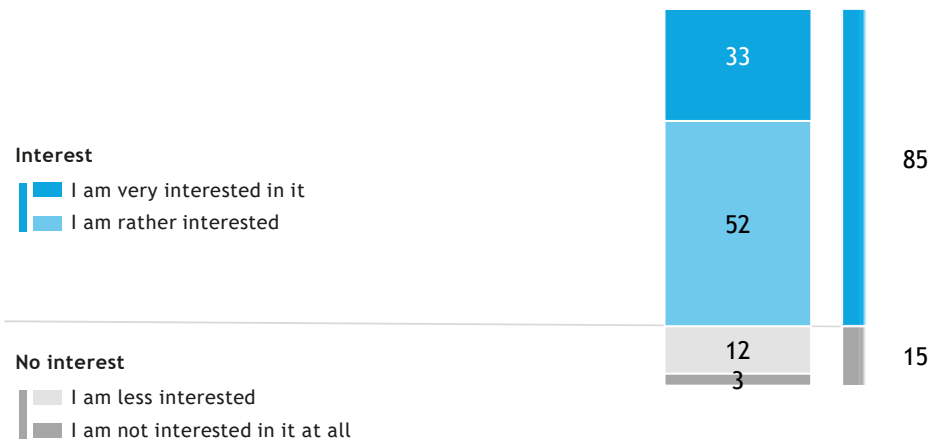 33
Interest
85
I am very interested in it
I am rather interested
52
12
15
No interest
3
I am less interested
I am not interested in it at all